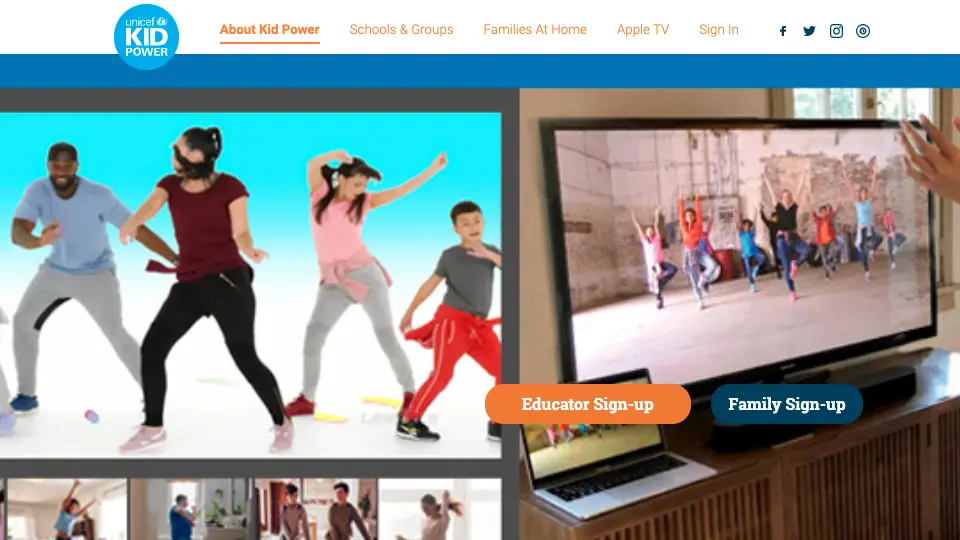 unicef
KID
POWER
About Kid Power
Schools & Groups
Families At Home
Apple TV
Sign In
Educator Sign-up
Family Sign-up